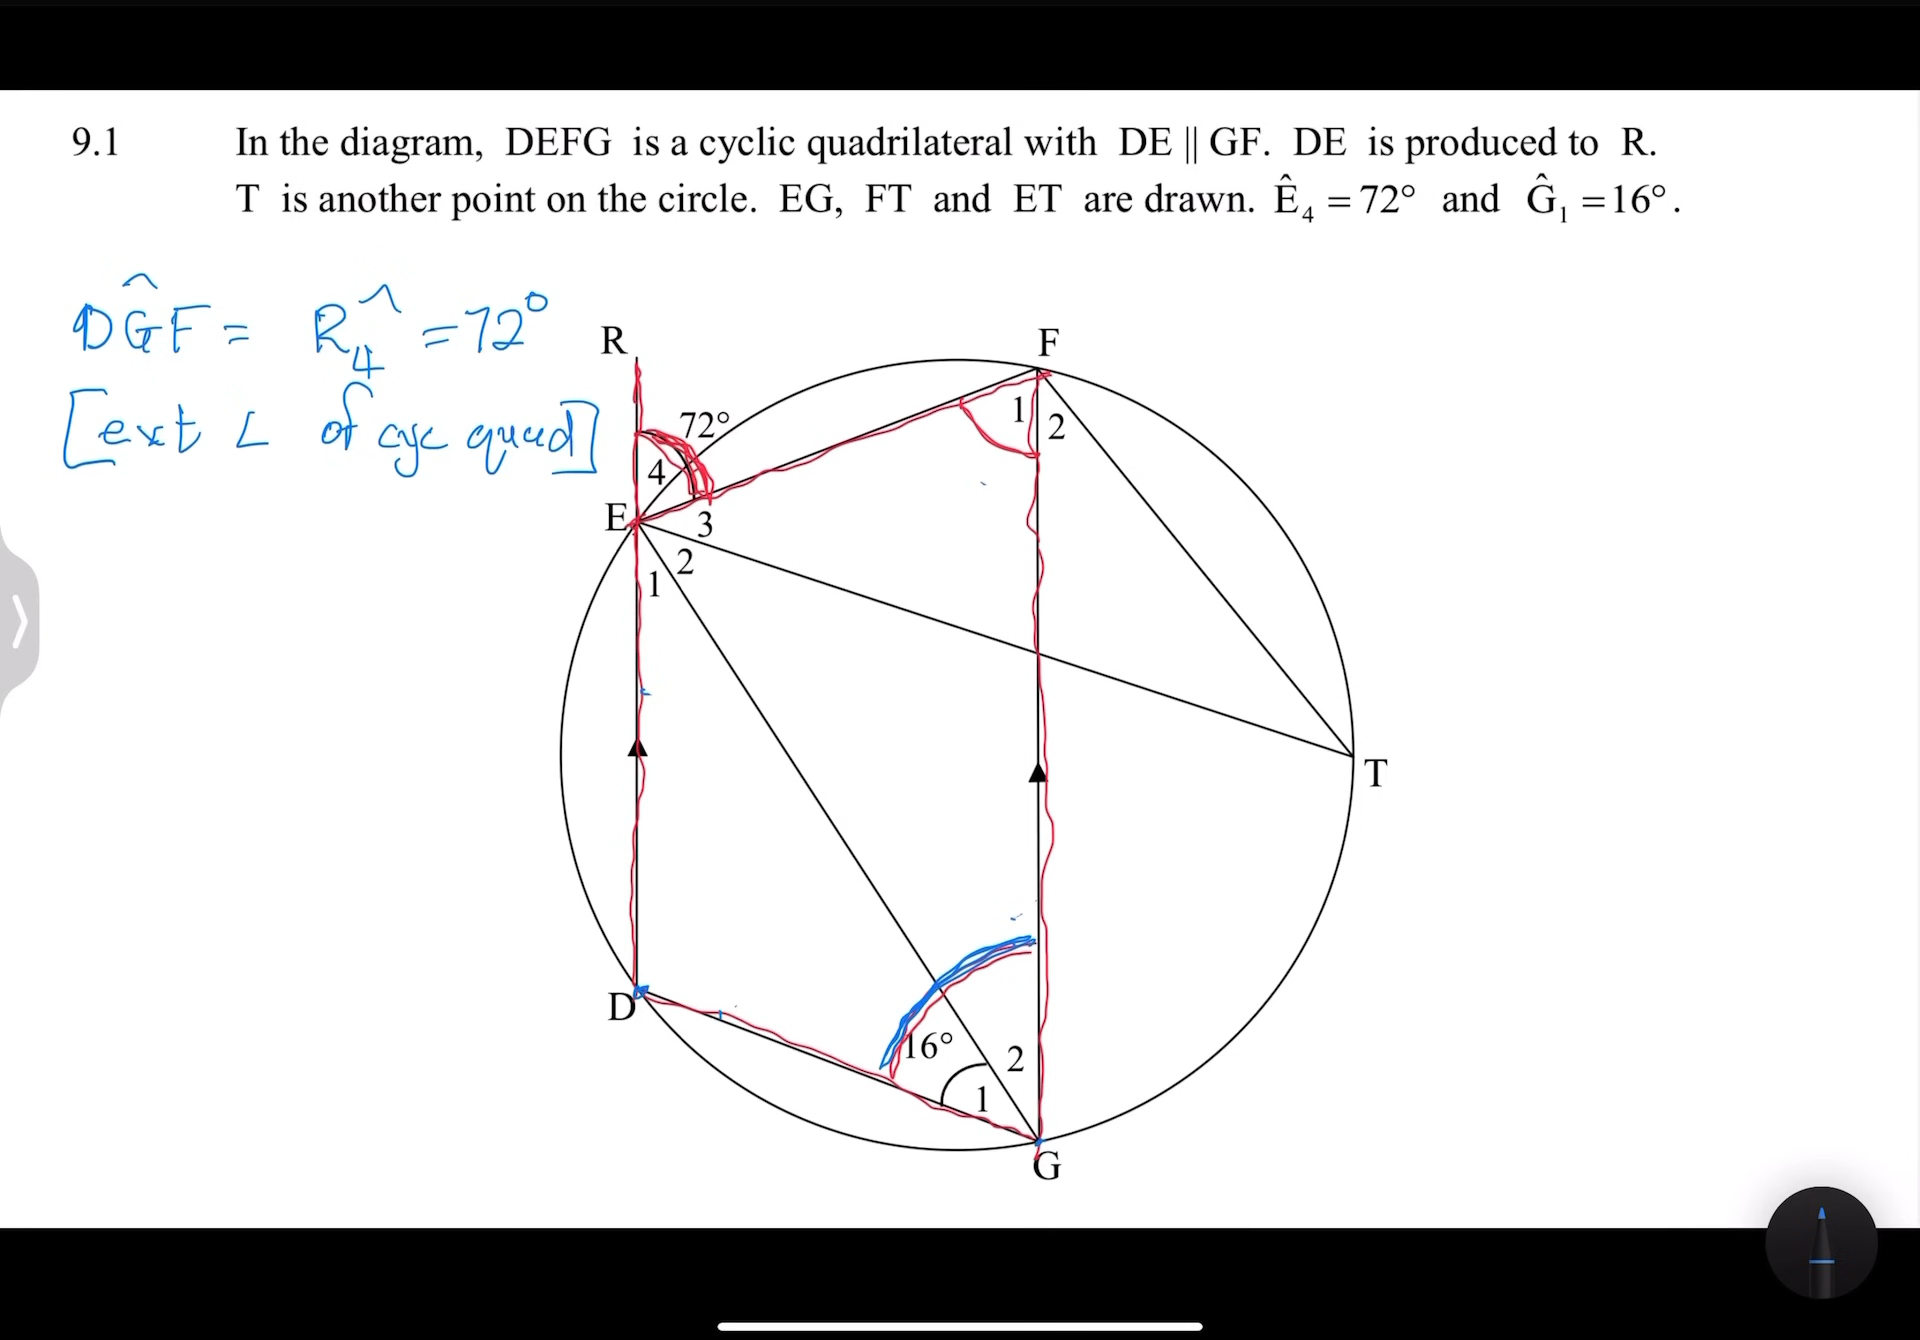 9.1 In the diagram, DEFG is a cyclic quadrilateral with DE || GF. DE is produced to R.
T is another point on the circle. EG, FT and ET are drawn. Ê₄ = 72° and Ĝ₁ = 16°.
DĜF = R̂₄ = 72°
[ext ∠ of cyc quad]
R
F
72°
1
2
4
E
3
2
1
T
D
16°
2
1
G